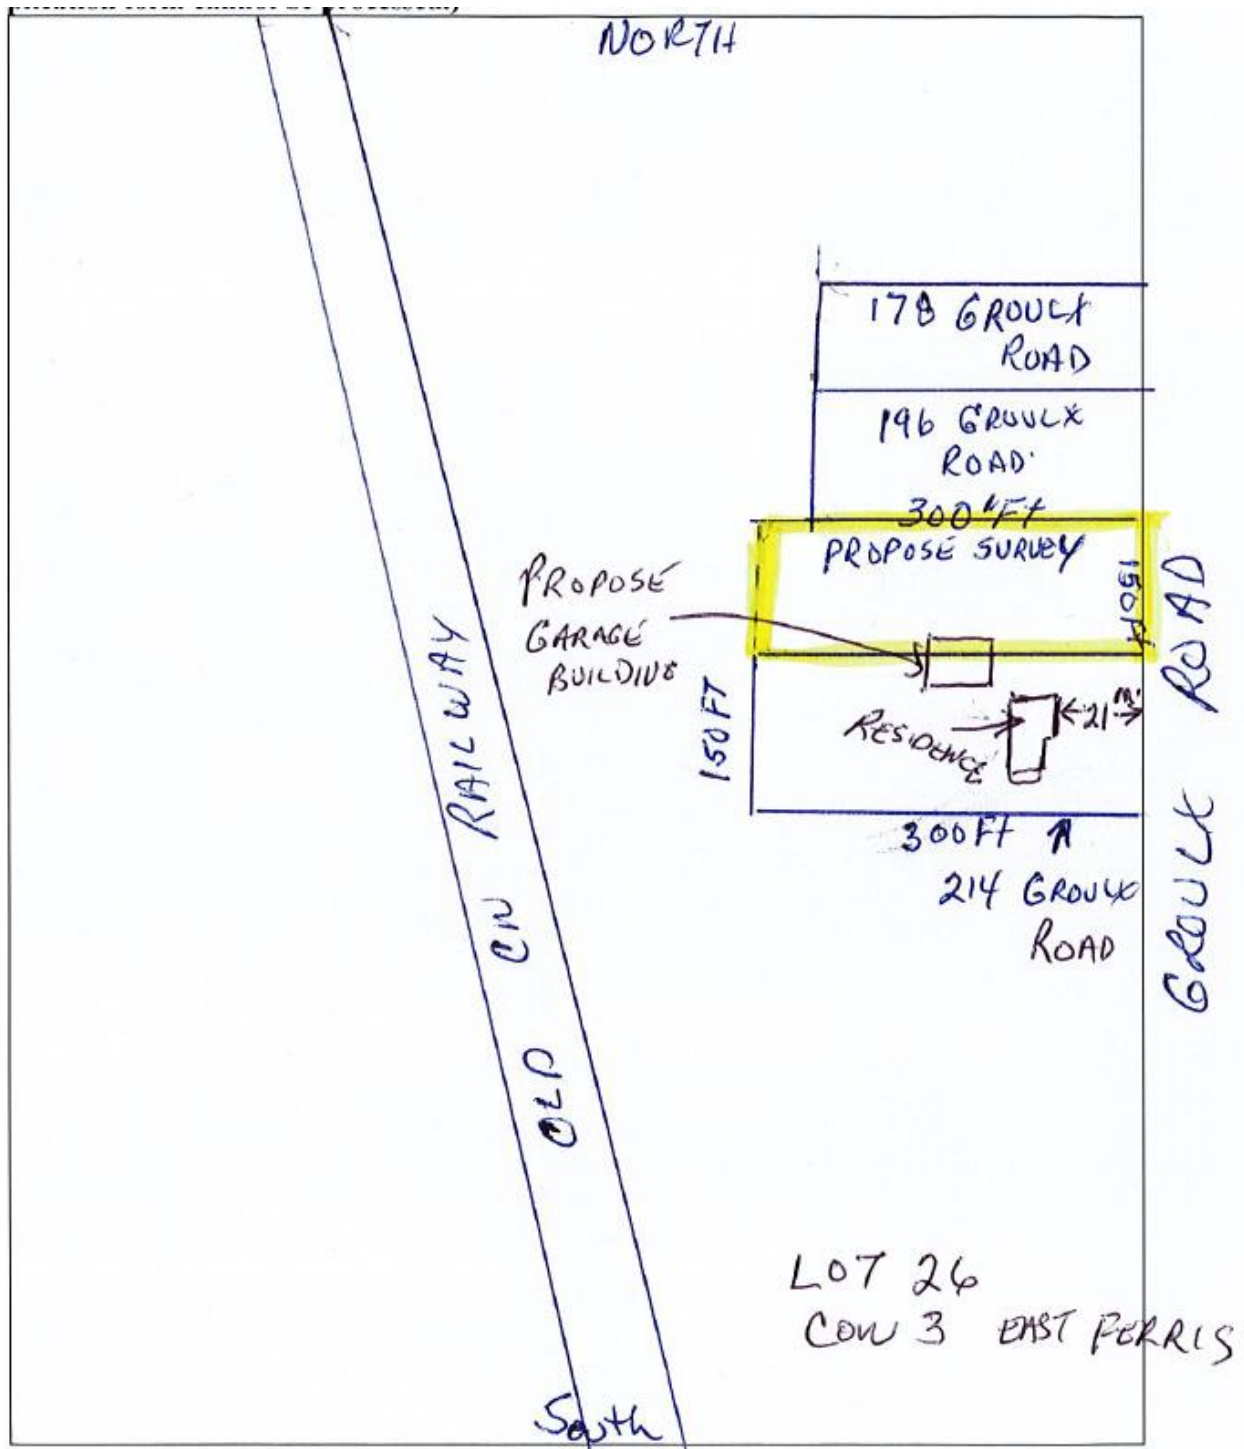 NORTH
178 GROULX
ROAD
196 GROULX
ROAD
300 Ft
PROPOSE SURVEY
150 Ft
PROPOSE
GARAGE
BUILDING
RESIDENCE
21 m.
150 FT
300 Ft
214 GROULX
ROAD
GROULX ROAD
OLD CN RAILWAY
LOT 26
CON 3 EAST FERRIS
South